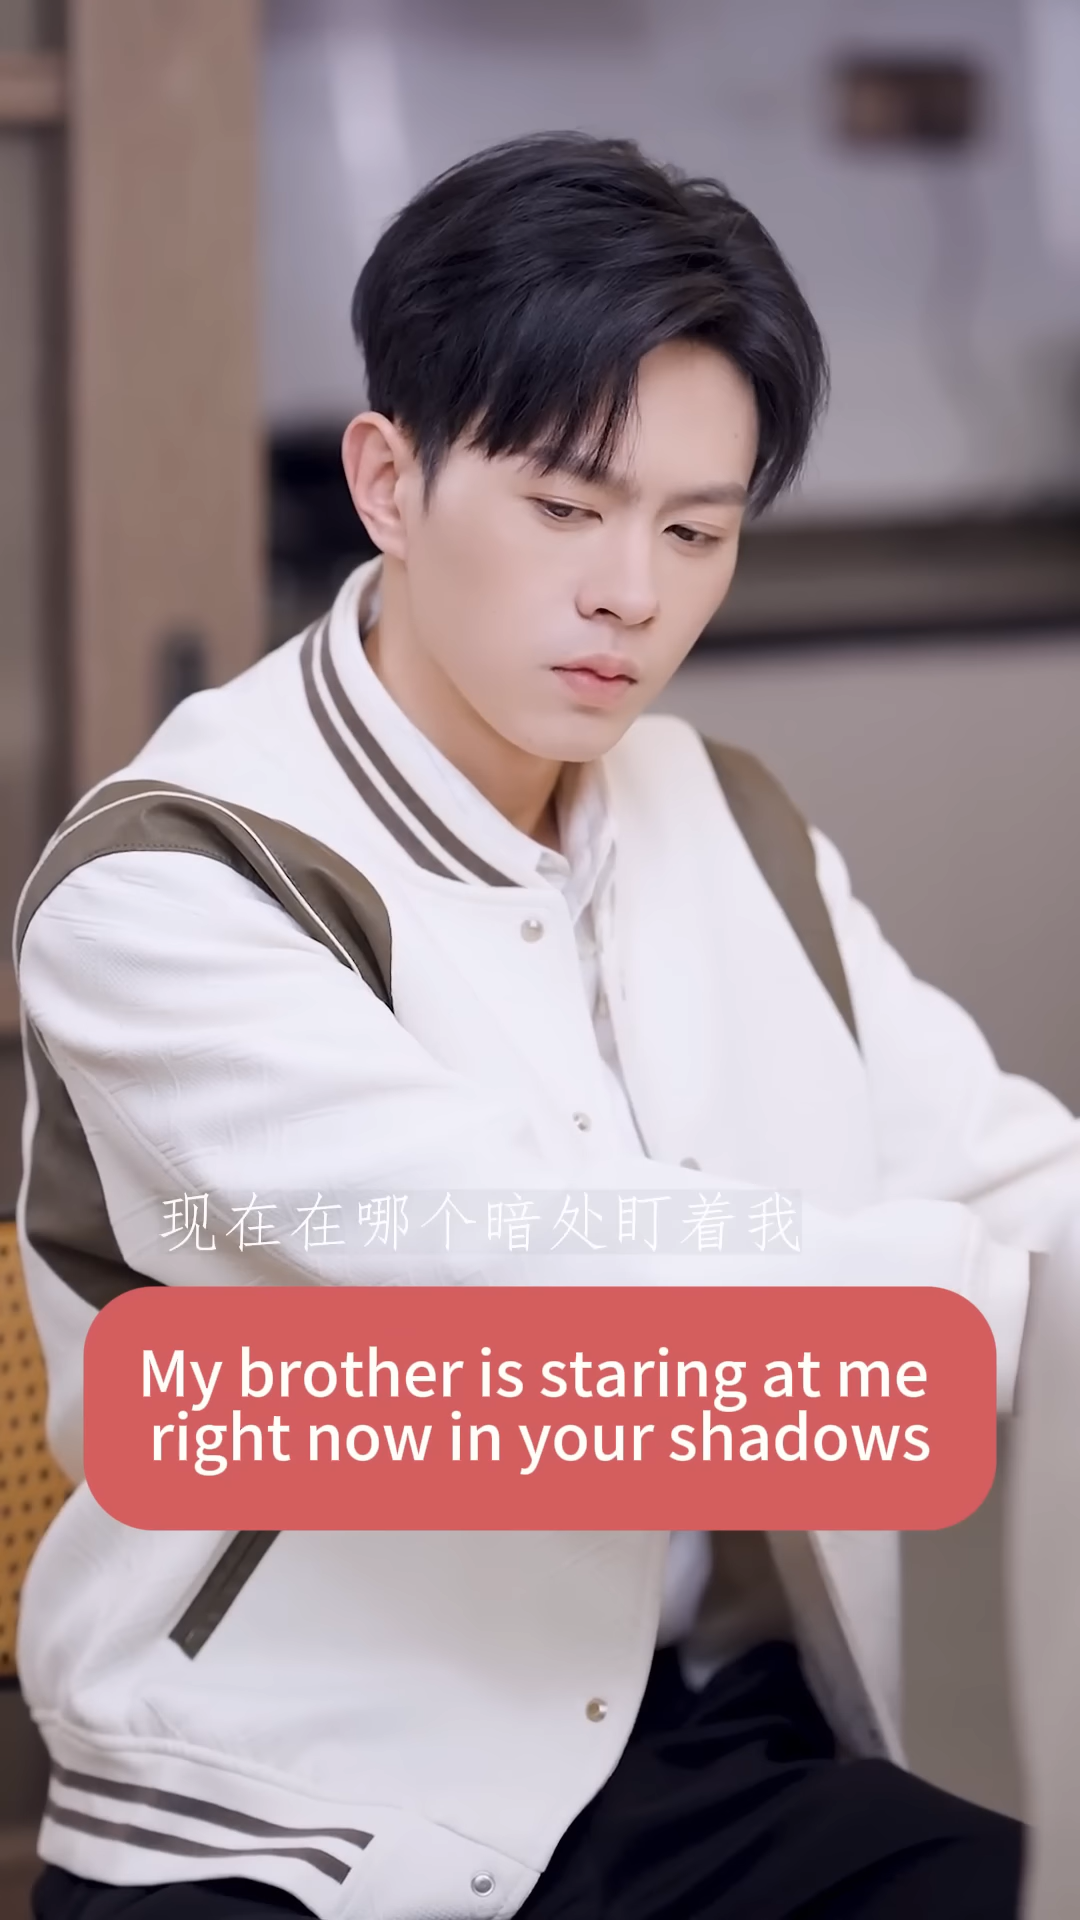 现在在哪个暗处盯着我
My brother is staring at me
right now in your shadows